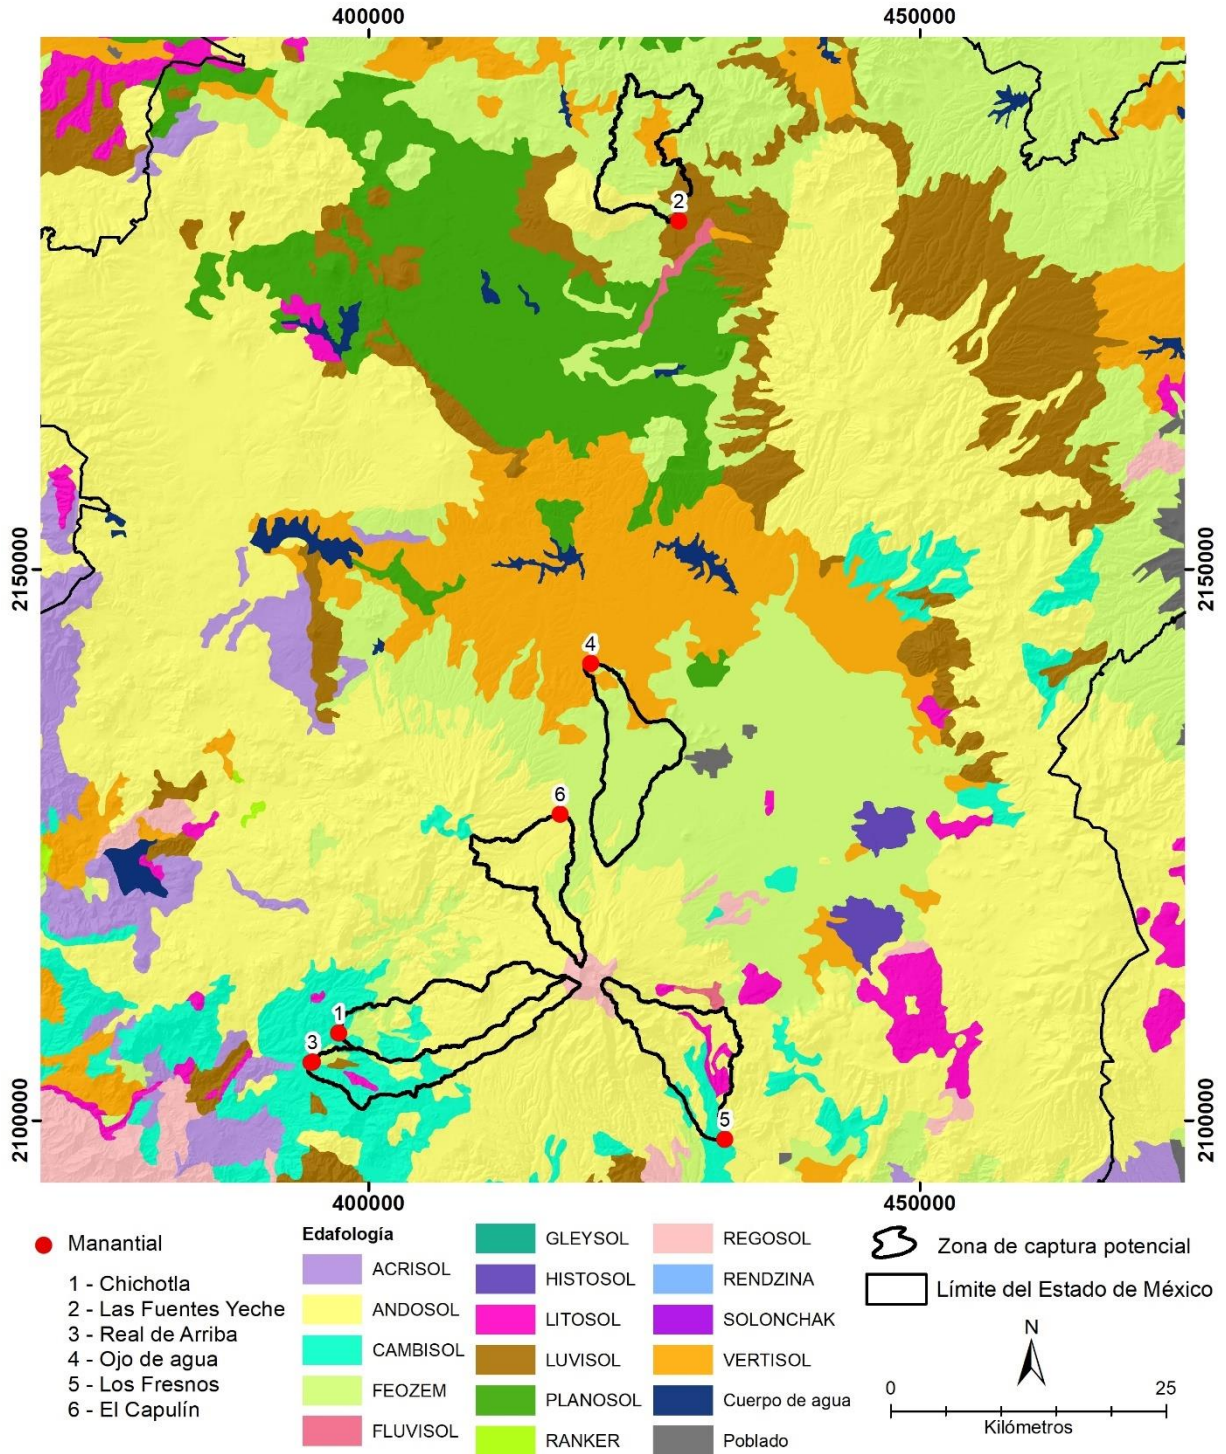 400000
450000
2
4
6
1
3
5
2150000
2150000
2100000
2100000
400000
450000
Manantial
1 - Chichotla
2 - Las Fuentes Yeche
3 - Real de Arriba
4 - Ojo de agua
5 - Los Fresnos
6 - El Capulín
Edafología
ACRISOL
ANDOSOL
CAMBISOL
FEOZEM
FLUVISOL
GLEYSOL
HISTOSOL
LITOSOL
LUVISOL
PLANOSOL
RANKER
REGOSOL
RENDZINA
SOLONCHAK
VERTISOL
Cuerpo de agua
Poblado
Zona de captura potencial
Límite del Estado de México
N
0 25
Kilómetros